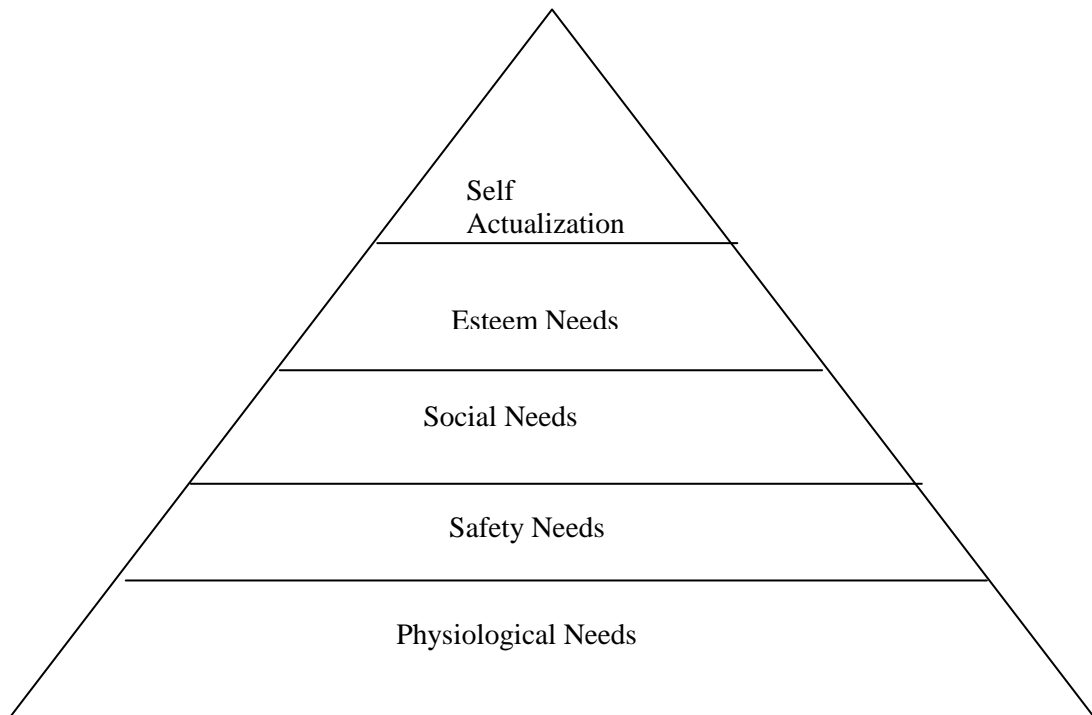 Self
Actualization
Esteem Needs
Social Needs
Safety Needs
Physiological Needs